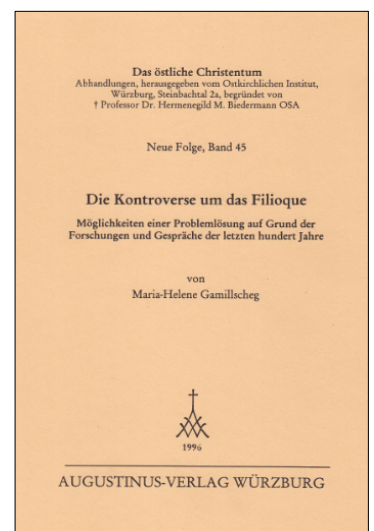 Das östliche Christentum
Abhandlungen, herausgegeben vom Ostkirchlichen Institut,
Würzburg, Steinbachtal 2a, begründet von
† Professor Dr. Hermenegild M. Biedermann OSA
Neue Folge, Band 45
Die Kontroverse um das Filioque
Möglichkeiten einer Problemlösung auf Grund der
Forschungen und Gespräche der letzten hundert Jahre
von
Maria-Helene Gamillscheg
1996
AUGUSTINUS-VERLAG WÜRZBURG